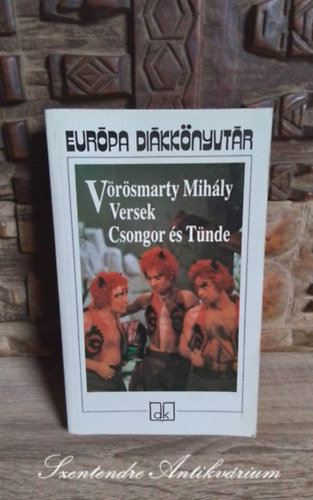 EURÓPA DIÁKKÖNYVTÁR
Vörösmarty Mihály
Versek
Csongor és Tünde
dk
Szentendre Antikvárium